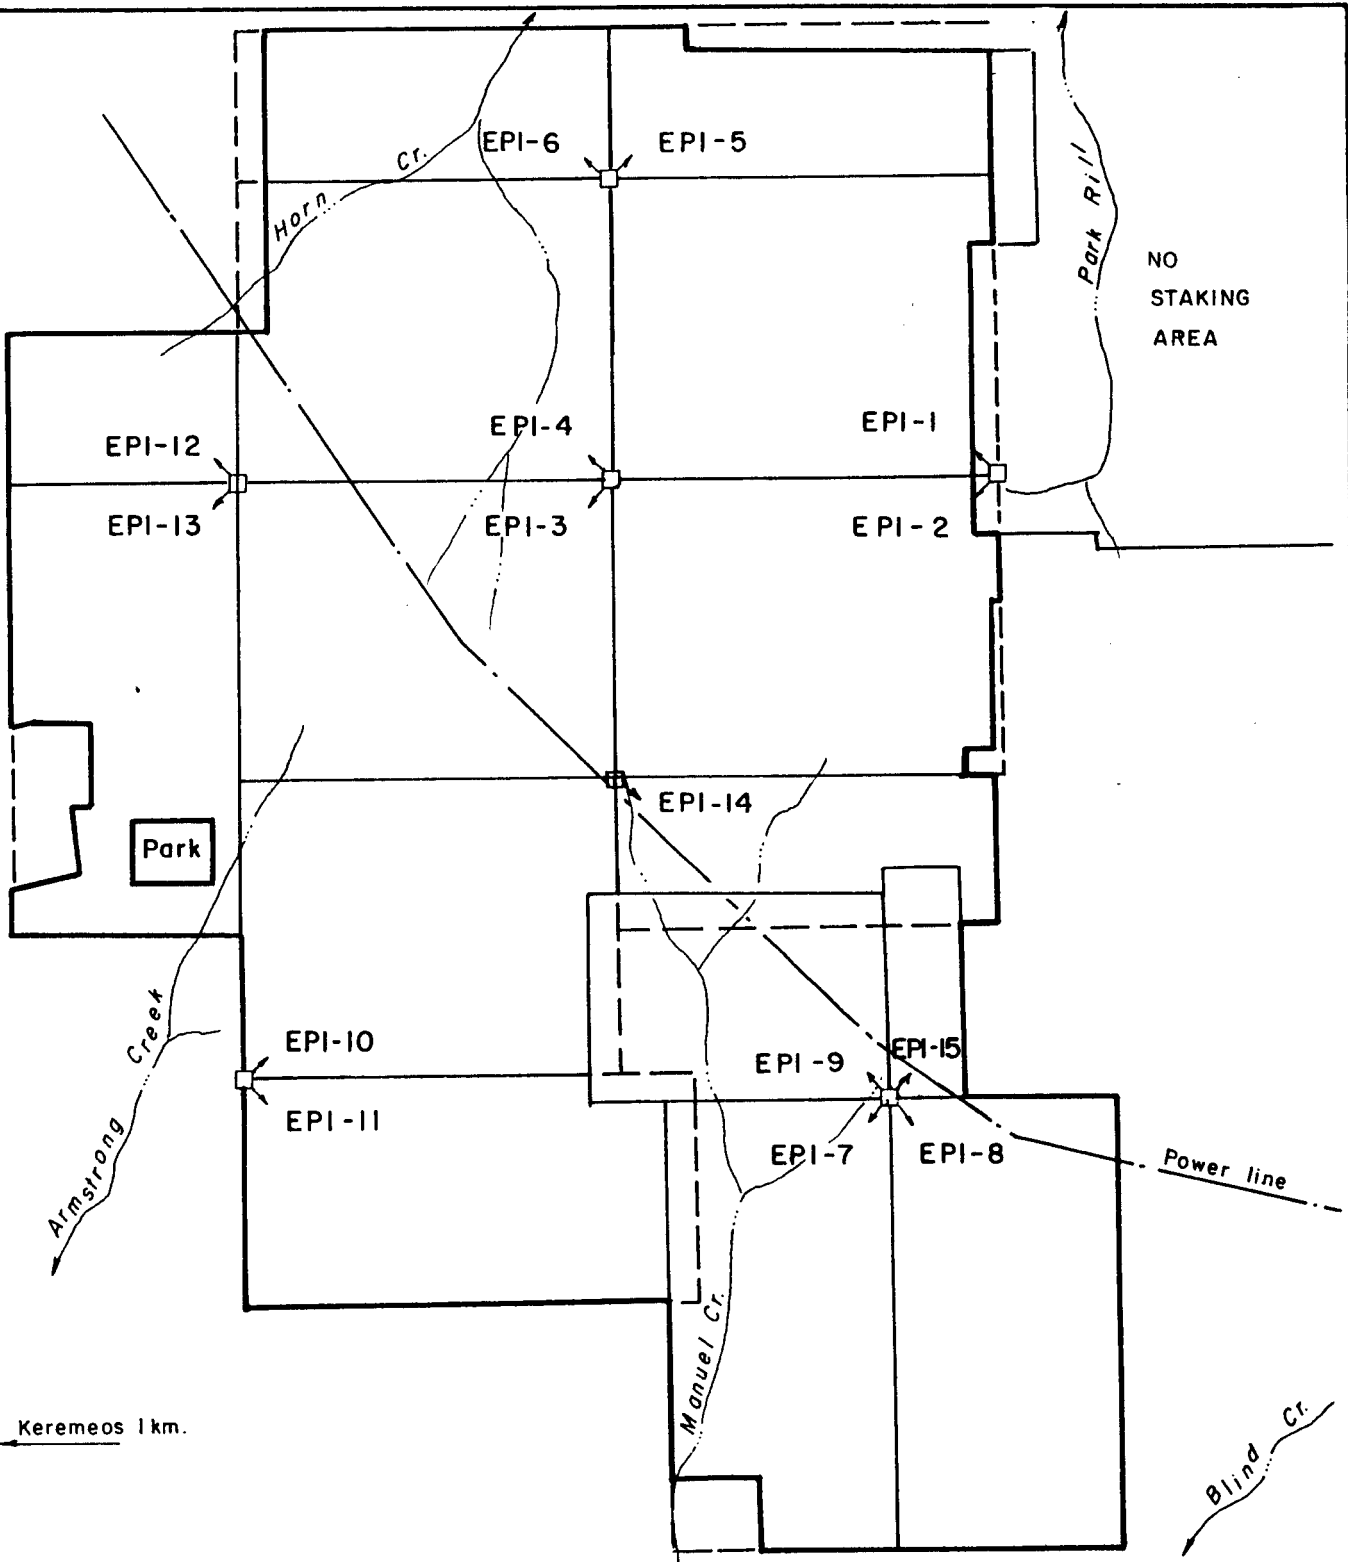 EPI-6
EPI-5
Horn Cr.
Park Rill
NO
STAKING
AREA
EPI-1
EPI-4
EPI-12
EPI-13
EPI-3
EPI-2
EPI-14
Park
Armstrong Creek
EPI-10
EPI-11
EPI-9
EPI-15
EPI-7
EPI-8
Power line
Manuel Cr.
Keremeos 1 km.
Blind Cr.